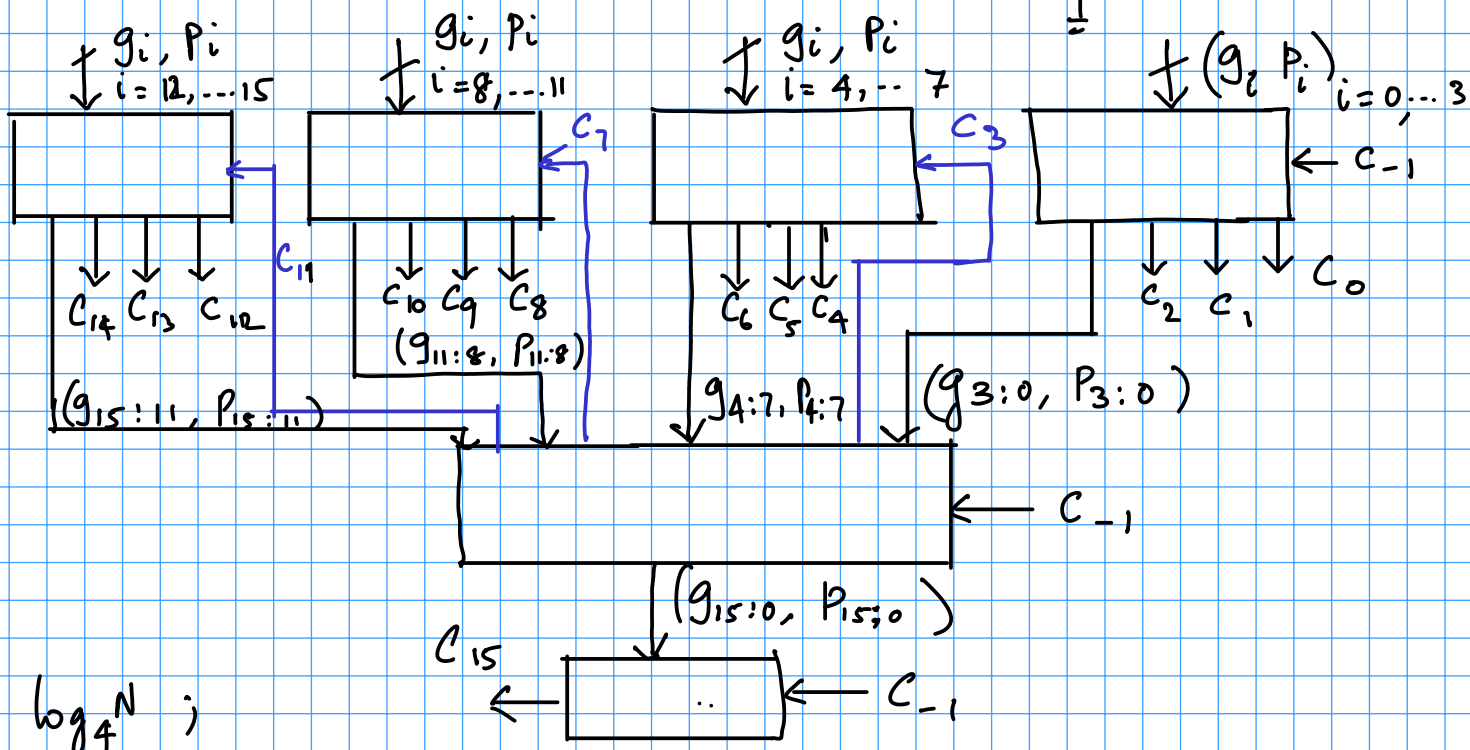 gi, pi
i = 12, ... 15
gi, pi
i = 8, ... 11
gi, pi
i = 4, ... 7
(gi, pi) i = 0, ... 3
C7
C3
C-1
C11
C14 C13 C12
C10 C9 C8
C6 C5 C4
C2 C1 C0
(g11:8, p11:8)
(g15:11, p15:11)
g4:7, p4:7
(g3:0, p3:0)
C-1
(g15:0, p15:0)
C15
C-1
log4N ;